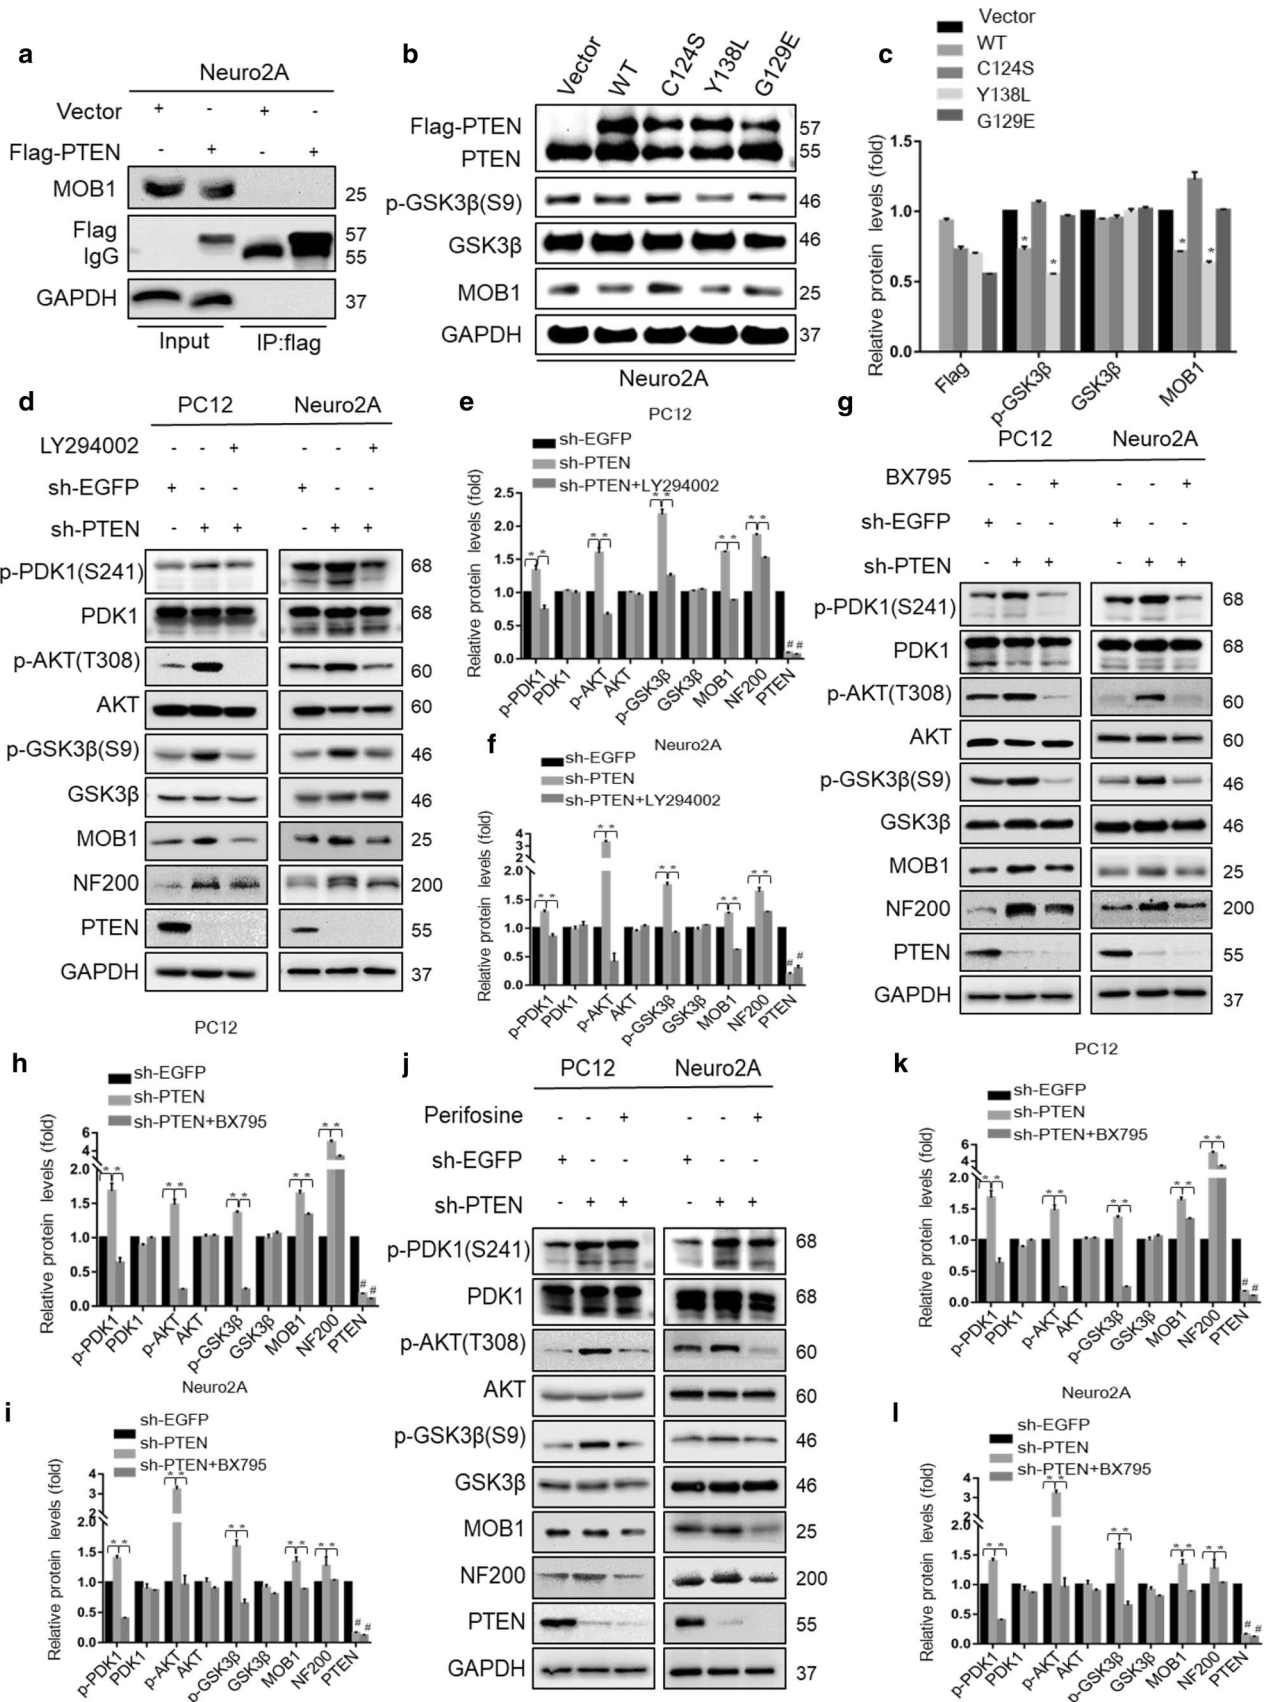 a
Neuro2A
Vector + - + -
Flag-PTEN - + - +
MOB1 25
Flag 57
IgG 55
GAPDH 37
Input IP:flag
b
Vector WT C124S Y138L G129E
Flag-PTEN 57
PTEN 55
p-GSK3β(S9) 46
GSK3β 46
MOB1 25
GAPDH 37
Neuro2A
c
Vector
WT
C124S
Y138L
G129E
Relative protein levels (fold)
1.5
1.0
0.5
0.0
* * * *
Flag p-GSK3β GSK3β MOB1
d
PC12 Neuro2A
LY294002 - - + - - +
sh-EGFP + - - + - -
sh-PTEN - + + - + +
p-PDK1(S241) 68
PDK1 68
p-AKT(T308) 60
AKT 60
p-GSK3β(S9) 46
GSK3β 46
MOB1 25
NF200 200
PTEN 55
GAPDH 37
e
PC12
sh-EGFP
sh-PTEN
sh-PTEN+LY294002
Relative protein levels (fold)
2.5
2.0
1.5
1.0
0.5
0.0
* * * * * * * * * * # #
p-PDK1 PDK1 p-AKT AKT p-GSK3β GSK3β MOB1 NF200 PTEN
f
Neuro2A
sh-EGFP
sh-PTEN
sh-PTEN+LY294002
Relative protein levels (fold)
4
3
2
2.0
1.5
1.0
0.5
0.0
* * * * * * * * * * # #
p-PDK1 PDK1 p-AKT AKT p-GSK3β GSK3β MOB1 NF200 PTEN
g
PC12 Neuro2A
BX795 - - + - - +
sh-EGFP + - - + - -
sh-PTEN - + + - + +
p-PDK1(S241) 68
PDK1 68
p-AKT(T308) 60
AKT 60
p-GSK3β(S9) 46
GSK3β 46
MOB1 25
NF200 200
PTEN 55
GAPDH 37
h
PC12
sh-EGFP
sh-PTEN
sh-PTEN+BX795
Relative protein levels (fold)
6
4
2
2.0
1.5
1.0
0.5
0.0
* * * * * * * * * * # #
p-PDK1 PDK1 p-AKT AKT p-GSK3β GSK3β MOB1 NF200 PTEN
i
Neuro2A
sh-EGFP
sh-PTEN
sh-PTEN+BX795
Relative protein levels (fold)
4
3
2
2.0
1.5
1.0
0.5
0.0
* * * * * * * * * * # #
p-PDK1 PDK1 p-AKT AKT p-GSK3β GSK3β MOB1 NF200 PTEN
j
PC12 Neuro2A
Perifosine - - + - - +
sh-EGFP + - - + - -
sh-PTEN - + + - + +
p-PDK1(S241) 68
PDK1 68
p-AKT(T308) 60
AKT 60
p-GSK3β(S9) 46
GSK3β 46
MOB1 25
NF200 200
PTEN 55
GAPDH 37
k
PC12
sh-EGFP
sh-PTEN
sh-PTEN+BX795
Relative protein levels (fold)
6
4
2
2.0
1.5
1.0
0.5
0.0
* * * * * * * * * * # #
p-PDK1 PDK1 p-AKT AKT p-GSK3β GSK3β MOB1 NF200 PTEN
l
Neuro2A
sh-EGFP
sh-PTEN
sh-PTEN+BX795
Relative protein levels (fold)
4
3
2
2.0
1.5
1.0
0.5
0.0
* * * * * * * * * * # #
p-PDK1 PDK1 p-AKT AKT p-GSK3β GSK3β MOB1 NF200 PTEN